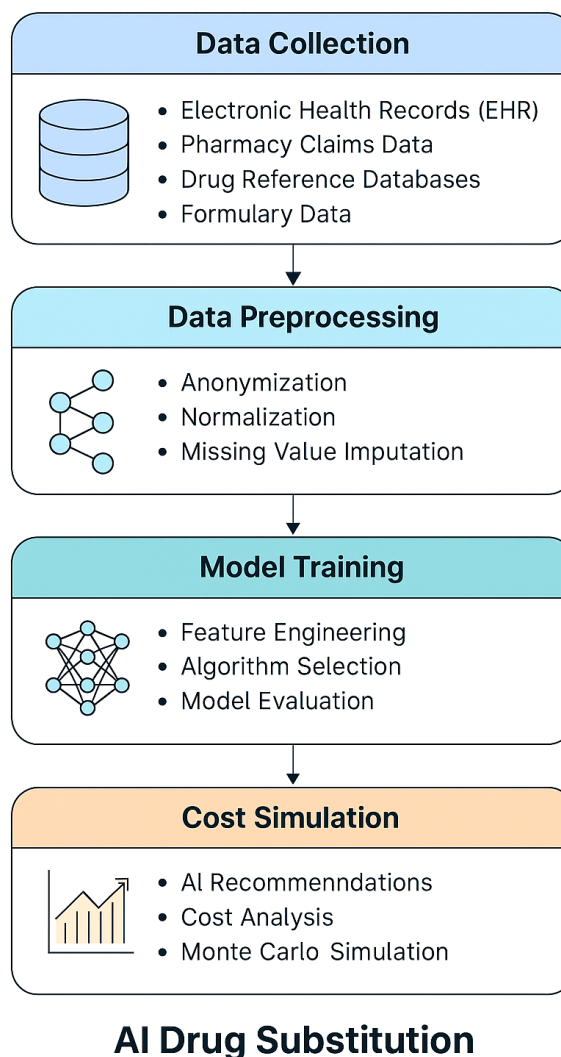 Data Collection
• Electronic Health Records (EHR)
• Pharmacy Claims Data
• Drug Reference Databases
• Formulary Data
Data Preprocessing
• Anonymization
• Normalization
• Missing Value Imputation
Model Training
• Feature Engineering
• Algorithm Selection
• Model Evaluation
Cost Simulation
• AI Recommenndations
• Cost Analysis
• Monte Carlo Simulation
AI Drug Substitution